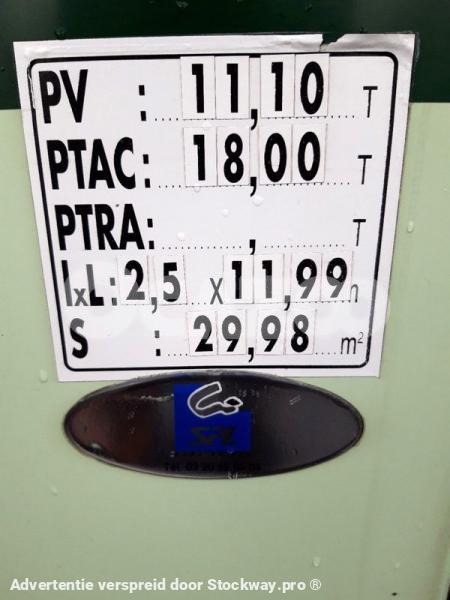 PV : 11,10 T
PTAC: 18,00 T
PTRA: , T
lxL: 2,5 x 11,99 m
S : 29,98 m²
Tél
Advertentie verspreid door Stockway.pro ®